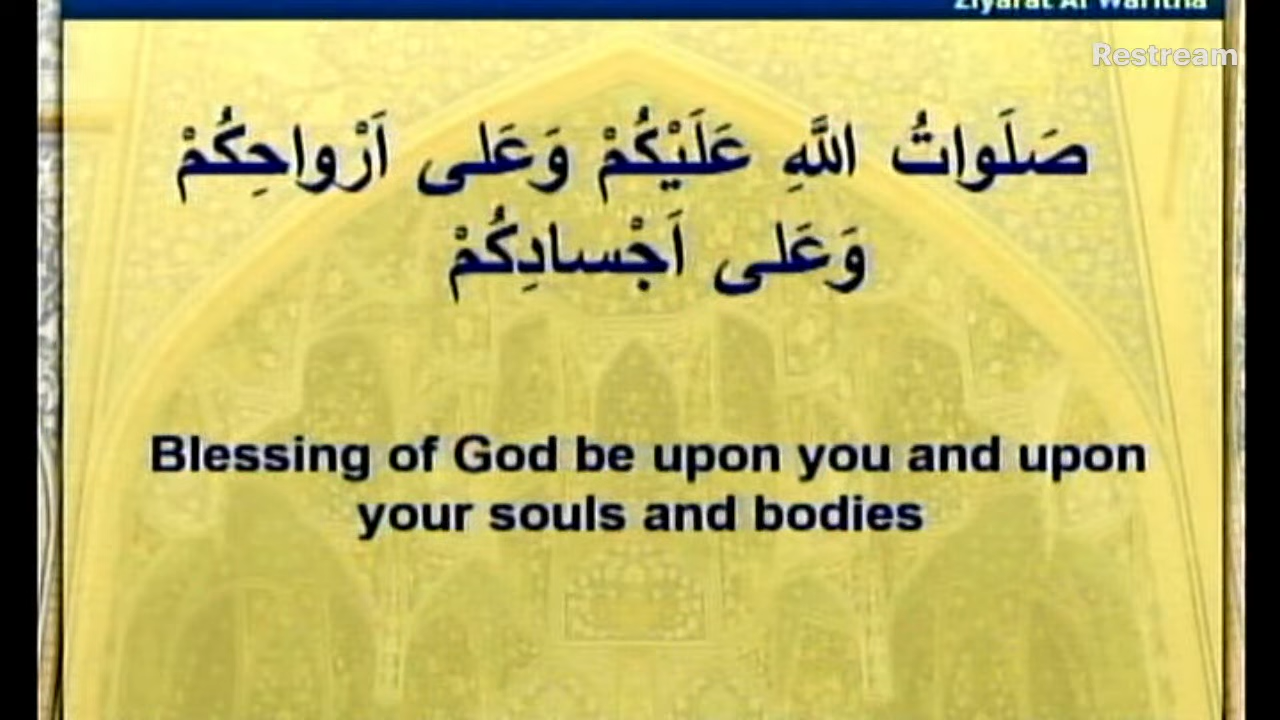 Ziyarat Al Waritha
Restream
صَلَواتُ اللَّهِ عَلَيْكُمْ وَعَلى اَرْواحِكُمْ
وَعَلى اَجْسادِكُمْ
Blessing of God be upon you and upon
your souls and bodies